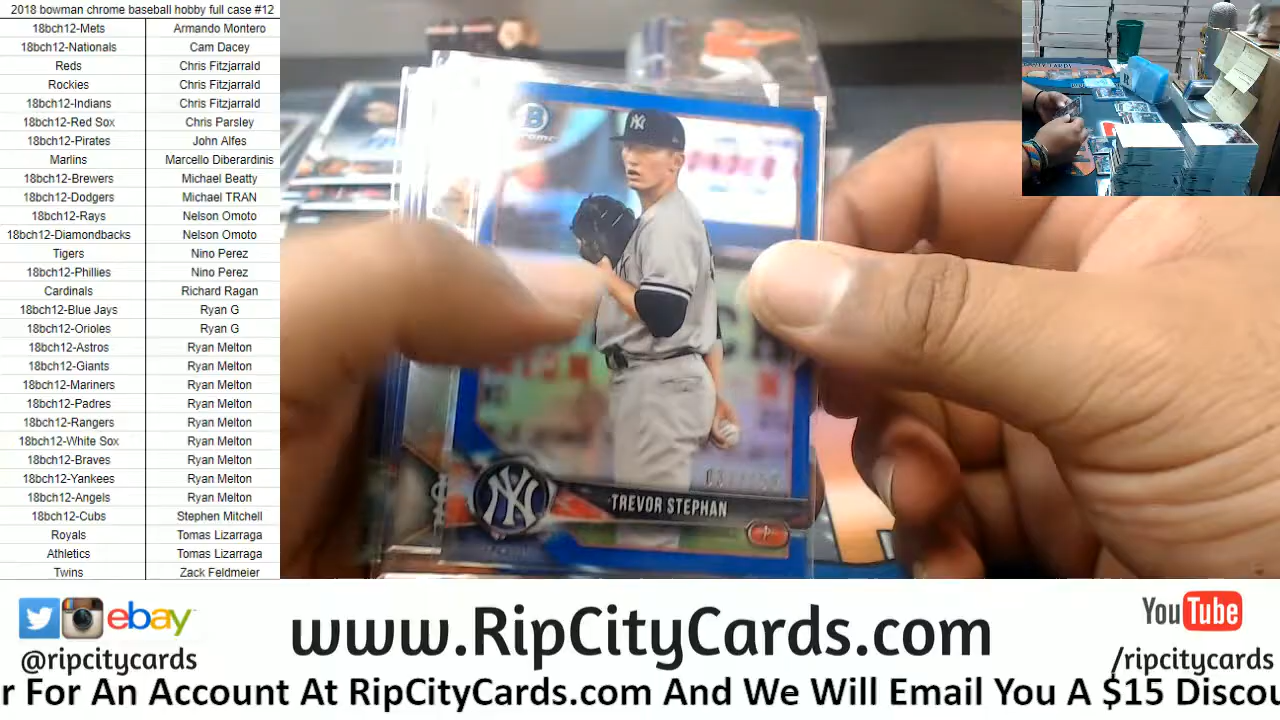 2018 bowman chrome baseball hobby full case #12
18bch12-Mets Armando Montero
18bch12-Nationals Cam Dacey
Reds Chris Fitzjarrald
Rockies Chris Fitzjarrald
18bch12-Indians Chris Fitzjarrald
18bch12-Red Sox Chris Parsley
18bch12-Pirates John Alfes
Marlins Marcello Diberardinis
18bch12-Brewers Michael Beatty
18bch12-Dodgers Michael TRAN
18bch12-Rays Nelson Omoto
18bch12-Diamondbacks Nelson Omoto
Tigers Nino Perez
18bch12-Phillies Nino Perez
Cardinals Richard Ragan
18bch12-Blue Jays Ryan G
18bch12-Orioles Ryan G
18bch12-Astros Ryan Melton
18bch12-Giants Ryan Melton
18bch12-Mariners Ryan Melton
18bch12-Padres Ryan Melton
18bch12-Rangers Ryan Melton
18bch12-White Sox Ryan Melton
18bch12-Braves Ryan Melton
18bch12-Yankees Ryan Melton
18bch12-Angels Ryan Melton
18bch12-Cubs Stephen Mitchell
Royals Tomas Lizarraga
Athletics Tomas Lizarraga
Twins Zack Feldmeier
B
NY
NY
TREVOR STEPHAN
P
ebay
@ripcitycards
www.RipCityCards.com
YouTube
/ripcitycards
r For An Account At RipCityCards.com And We Will Email You A $15 Discou